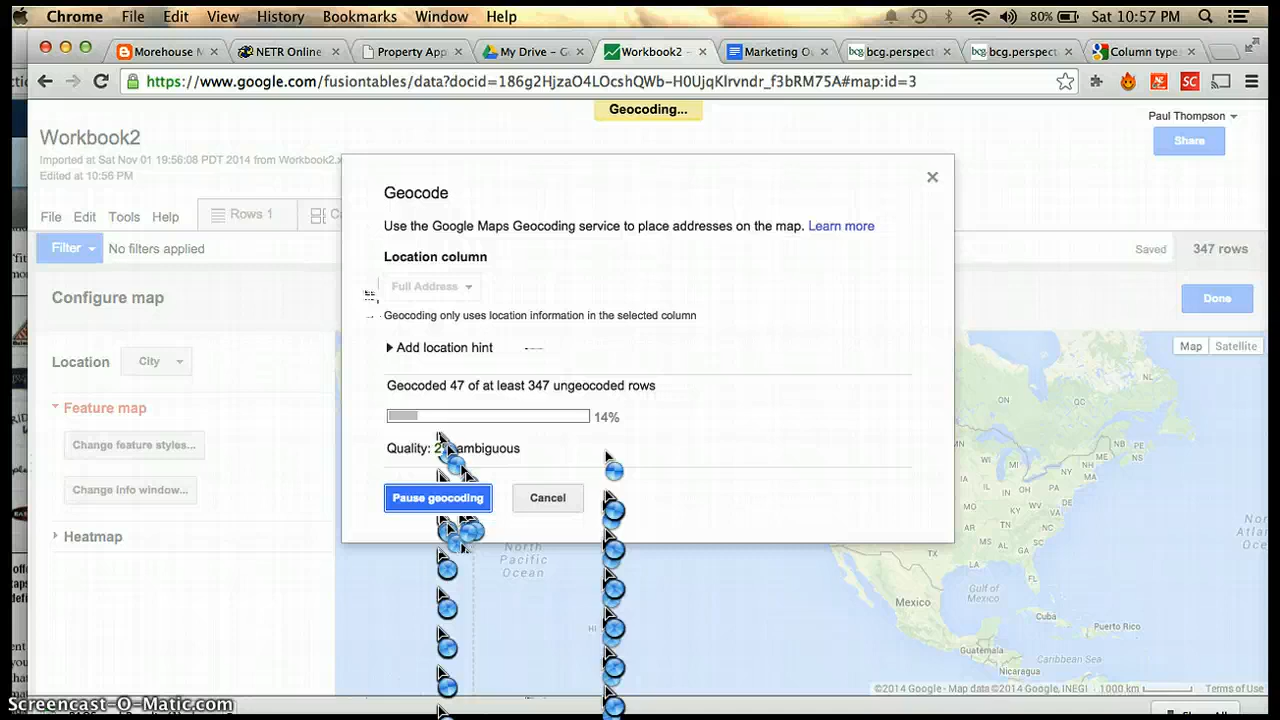 Chrome File Edit View History Bookmarks Window Help 80% Sat 10:57 PM
Morehouse M NETR Online Property App My Drive – G Workbook2 – Marketing O bcg.perspect bcg.perspect Column type
https://www.google.com/fusiontables/data?docid=186g2HjzaO4LOcshQWb-H0UjqKlrvndr_f3bRM75A#map:id=3
Geocoding...
Paul Thompson
Workbook2
Share
Imported at Sat Nov 01 19:56:08 PDT 2014 from Workbook2.x
Edited at 10:56 PM
File Edit Tools Help Rows 1
Filter No filters applied
Saved 347 rows
Configure map
Done
Location City
Feature map
Change feature styles...
Change info window...
Heatmap
Geocode
Use the Google Maps Geocoding service to place addresses on the map. Learn more
Location column
Full Address
Geocoding only uses location information in the selected column
Add location hint
Geocoded 47 of at least 347 ungeocoded rows
14%
Quality: ambiguous
Pause geocoding Cancel
Map Satellite
North
Pacific
Ocean
Gulf of
Mexico
Mexico
Cuba
Puerto Rico
Guatemala
Caribbean Sea
Nicaragua
©2014 Google - Map data ©2014 Google, INEGI 1000 km Terms of Use
Screencast-O-Matic.com